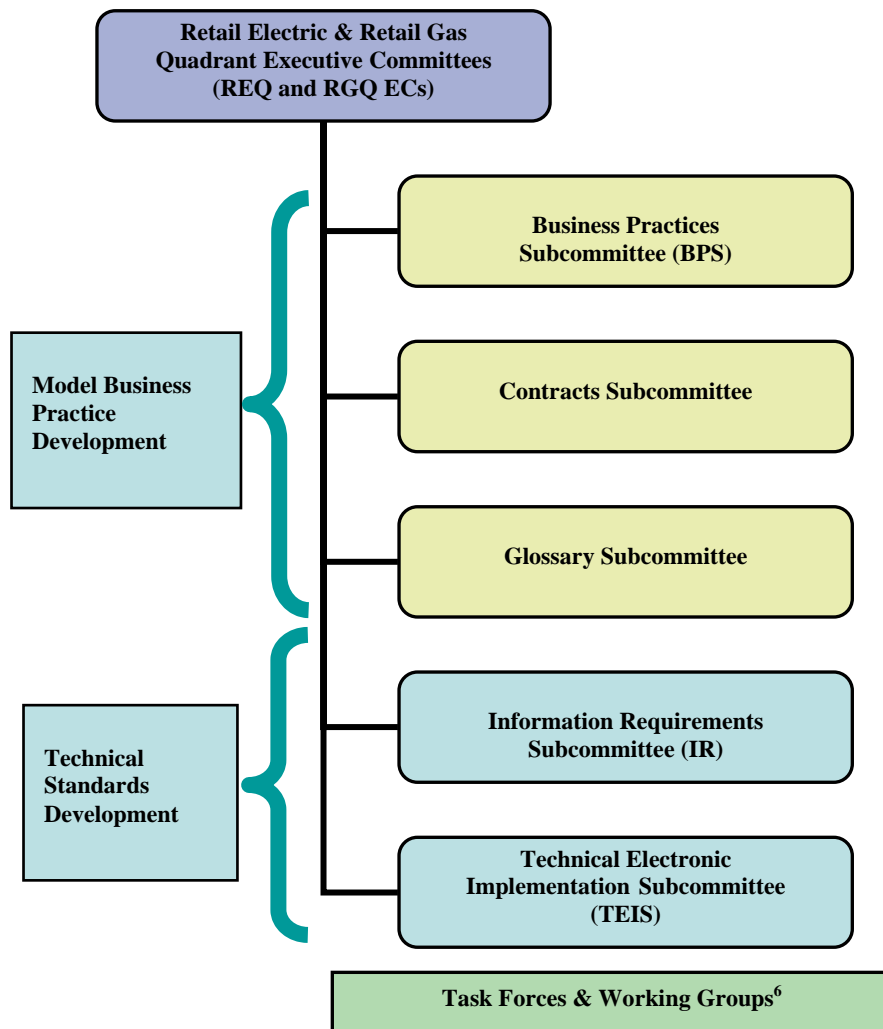 Retail Electric & Retail Gas
Quadrant Executive Committees
(REQ and RGQ ECs)
Business Practices
Subcommittee (BPS)
Model Business
Practice
Development
Contracts Subcommittee
Glossary Subcommittee
Technical
Standards
Development
Information Requirements
Subcommittee (IR)
Technical Electronic
Implementation Subcommittee
(TEIS)
Task Forces & Working Groups⁶